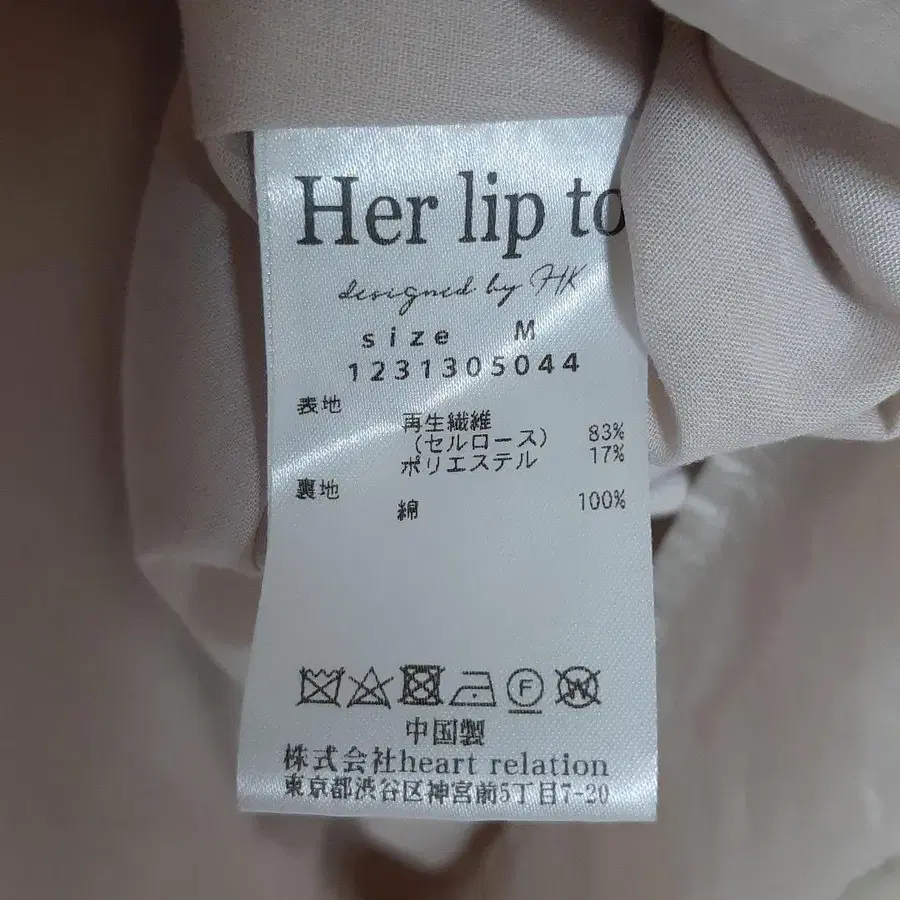 Her lip to
designed by HK
size M
1231305044
表地
再生繊維
(セルロース) 83%
ポリエステル 17%
裏地
綿 100%
F W
中国製
株式会社heart relation
東京都渋谷区神宮前5丁目7-20